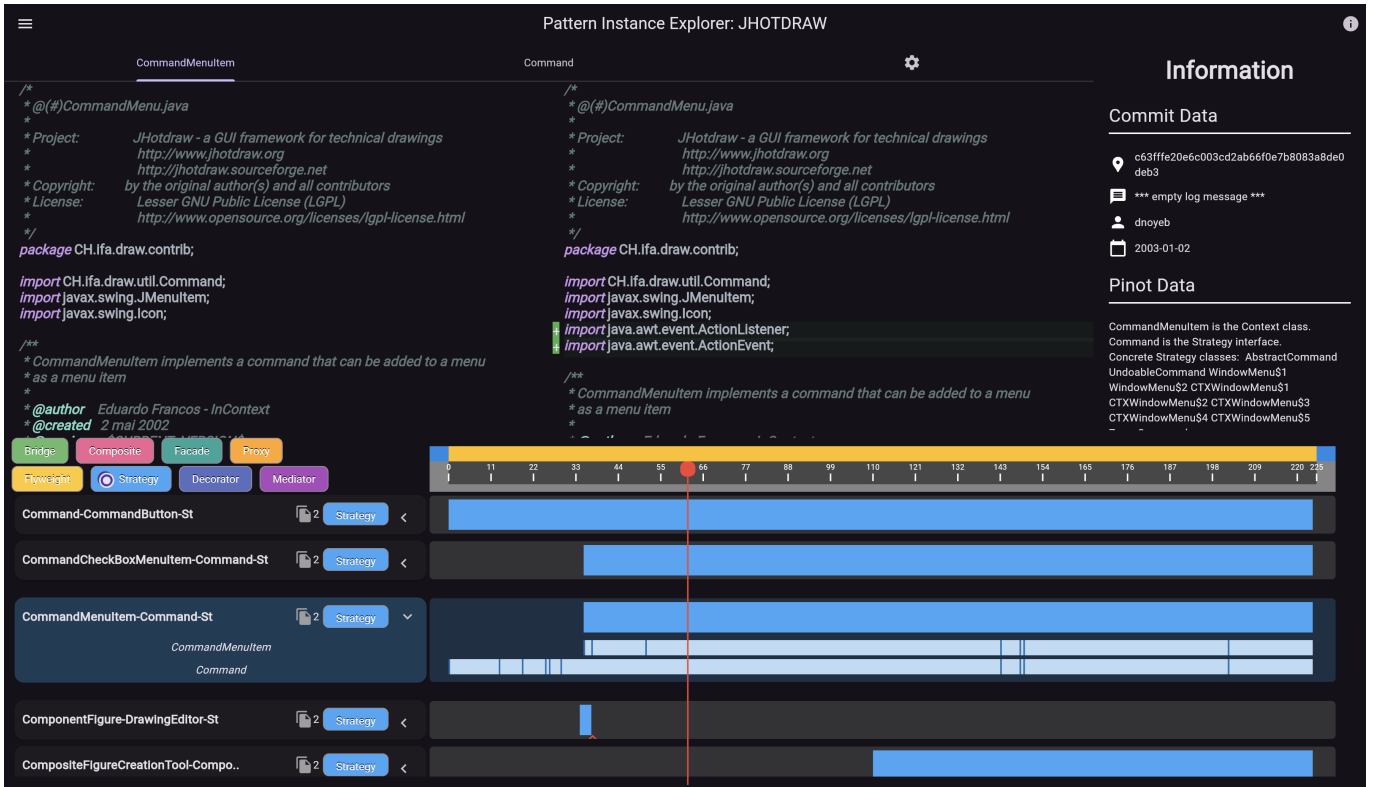 Pattern Instance Explorer: JHOTDRAW
CommandMenuItem
Command
/*
* @(#)CommandMenu.java
*
* Project: JHotdraw - a GUI framework for technical drawings
* http://www.jhotdraw.org
* http://jhotdraw.sourceforge.net
* Copyright: by the original author(s) and all contributors
* License: Lesser GNU Public License (LGPL)
* http://www.opensource.org/licenses/lgpl-license.html
*/
package CH.ifa.draw.contrib;
import CH.ifa.draw.util.Command;
import javax.swing.JMenuItem;
import javax.swing.Icon;
/**
* CommandMenuItem implements a command that can be added to a menu
* as a menu item
*
* @author Eduardo Francos - InContext
* @created 2 mai 2002
/*
* @(#)CommandMenu.java
*
* Project: JHotdraw - a GUI framework for technical drawings
* http://www.jhotdraw.org
* http://jhotdraw.sourceforge.net
* Copyright: by the original author(s) and all contributors
* License: Lesser GNU Public License (LGPL)
* http://www.opensource.org/licenses/lgpl-license.html
*/
package CH.ifa.draw.contrib;
import CH.ifa.draw.util.Command;
import javax.swing.JMenuItem;
import javax.swing.Icon;
+ import java.awt.event.ActionListener;
+ import java.awt.event.ActionEvent;
/**
* CommandMenuItem implements a command that can be added to a menu
* as a menu item
*
Information
Commit Data
c63fffe20e6c003cd2ab66f0e7b8083a8de0
deb3
*** empty log message ***
dnoyeb
2003-01-02
Pinot Data
CommandMenuItem is the Context class.
Command is the Strategy interface.
Concrete Strategy classes: AbstractCommand
UndoableCommand WindowMenu$1
WindowMenu$2 CTXWindowMenu$1
CTXWindowMenu$2 CTXWindowMenu$3
CTXWindowMenu$4 CTXWindowMenu$5
Bridge Composite Facade Proxy
Flyweight Strategy Decorator Mediator
0 11 22 33 44 55 66 77 88 99 110 121 132 143 154 165 176 187 198 209 220 225
Command-CommandButton-St 2 Strategy
CommandCheckBoxMenuItem-Command-St 2 Strategy
CommandMenuItem-Command-St 2 Strategy
CommandMenuItem
Command
ComponentFigure-DrawingEditor-St 2 Strategy
CompositeFigureCreationTool-Compo.. 2 Strategy